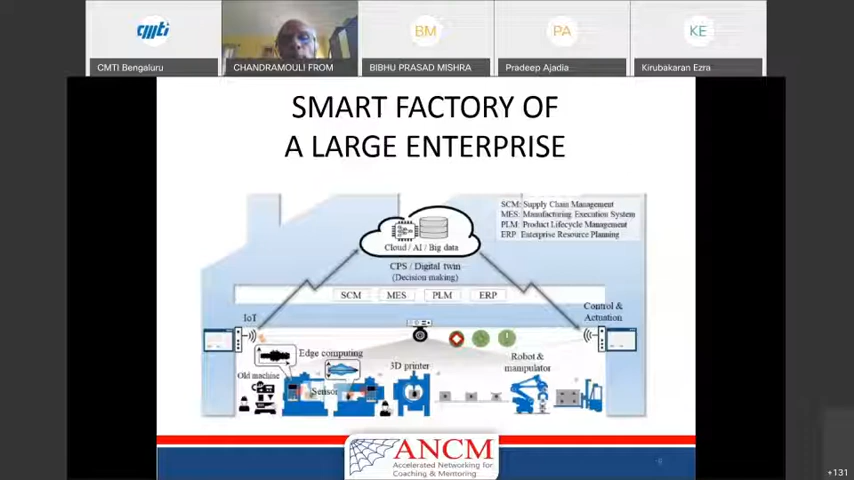 cmti
BM
PA
KE
CMTI Bengaluru
CHANDRAMOULI FROM
BIBHU PRASAD MISHRA
Pradeep Ajadia
Kirubakaran Ezra
SMART FACTORY OF
A LARGE ENTERPRISE
SCM: Supply Chain Management
MES: Manufacturing Execution System
PLM: Product Lifecycle Management
ERP: Enterprise Resource Planning
Cloud / AI / Big data
CPS / Digital twin
(Decision making)
SCM
MES
PLM
ERP
IoT
Control &
Actuation
Edge computing
Old machine
Sensor
3D printer
Robot &
manipulator
ANCM
Accelerated Networking for
Coaching & Mentoring
+131